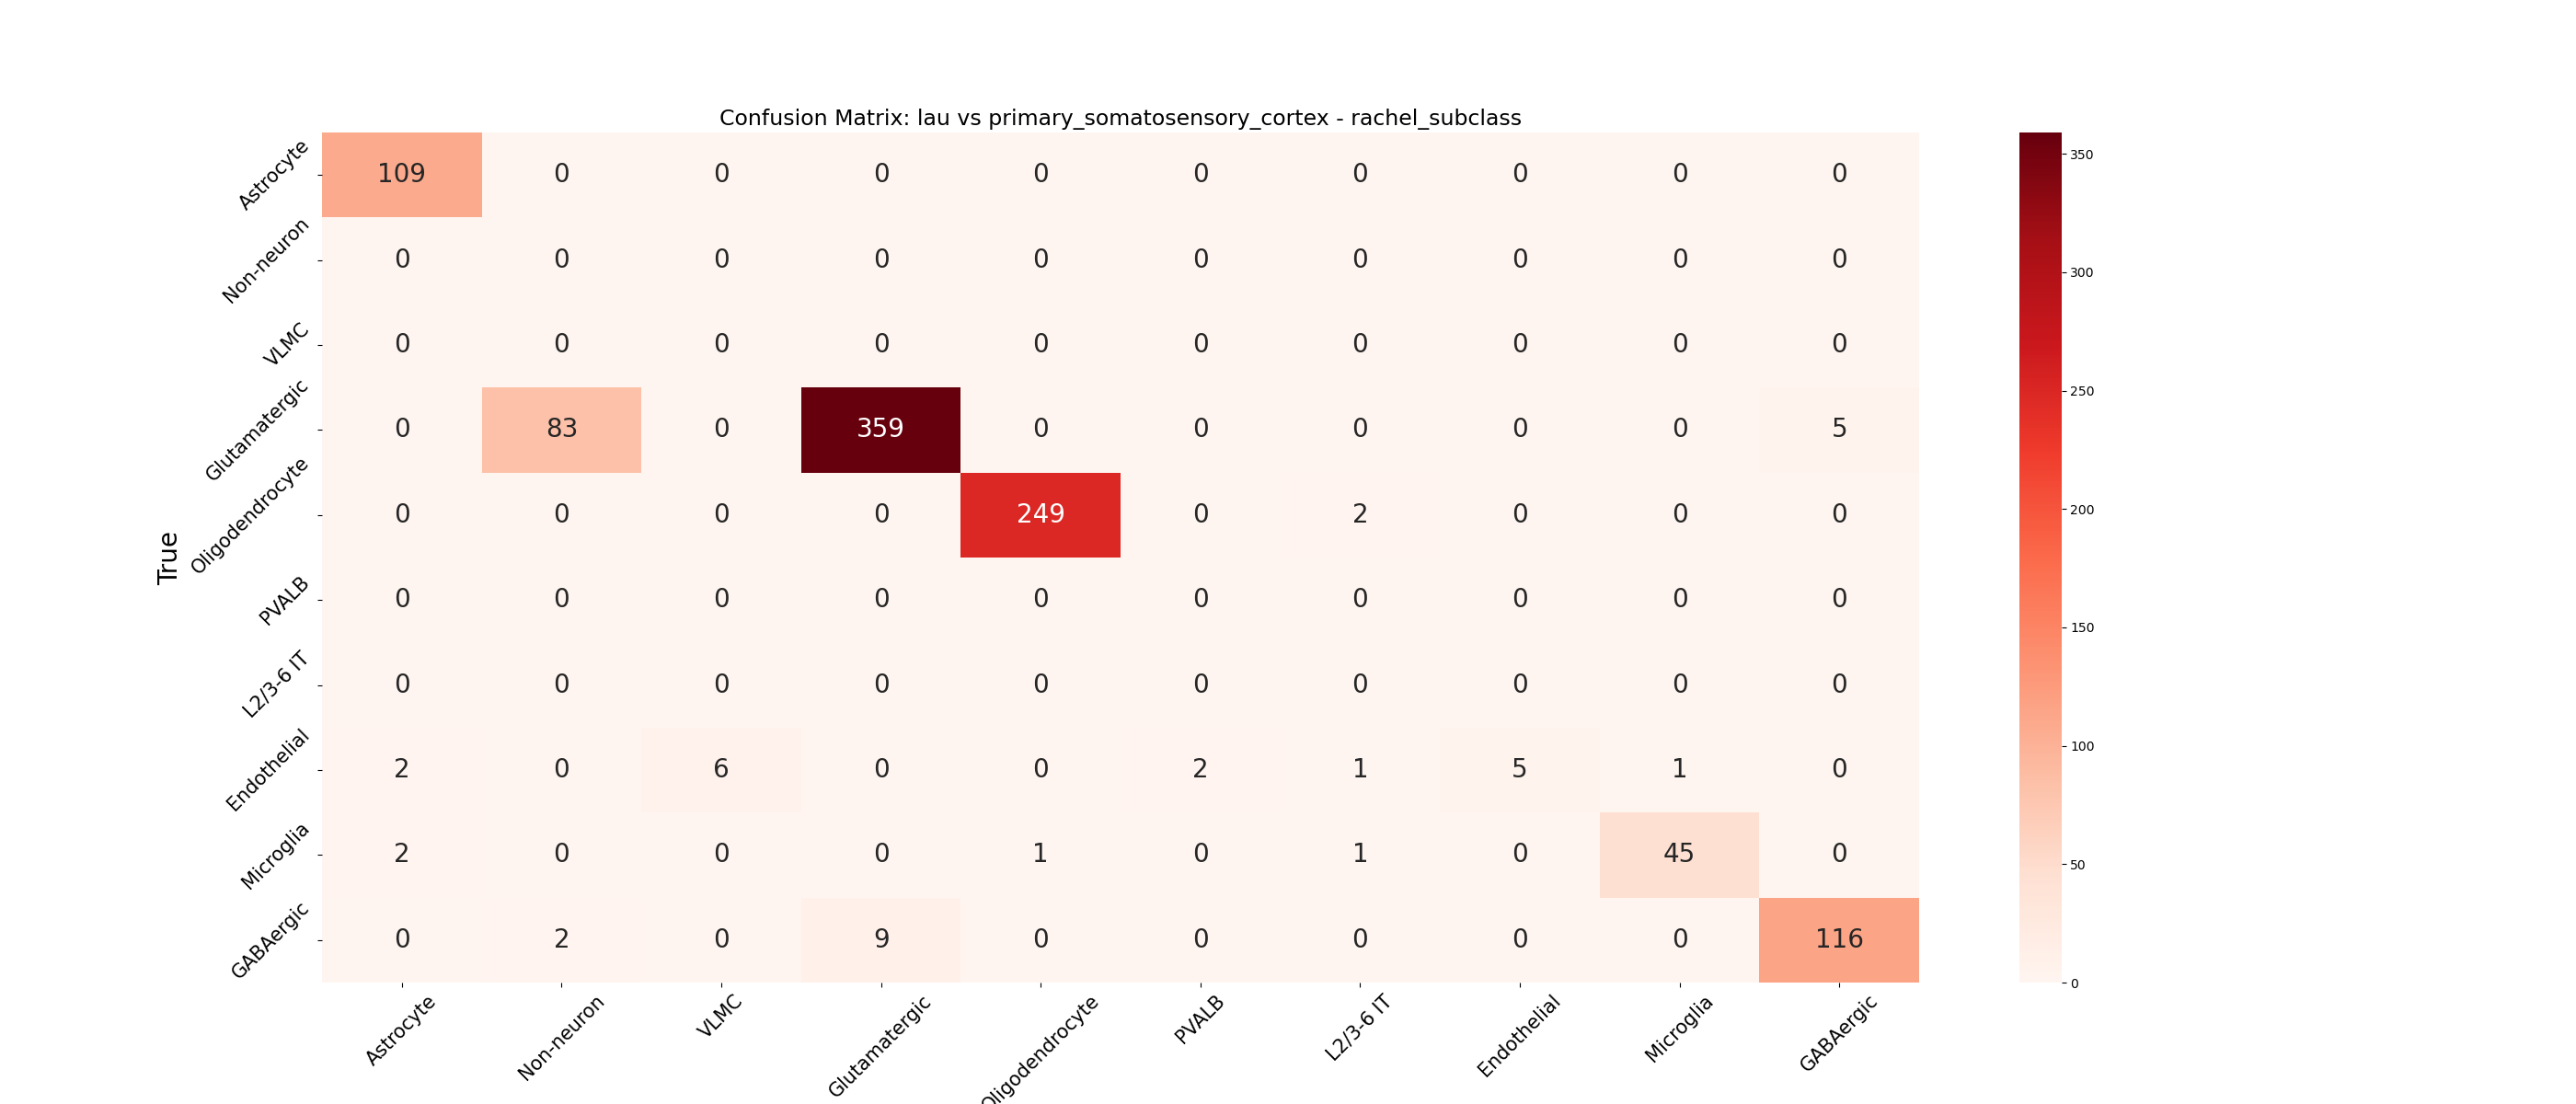 Confusion Matrix: lau vs primary_somatosensory_cortex - rachel_subclass
True
Astrocyte 109 0 0 0 0 0 0 0 0 0
Non-neuron 0 0 0 0 0 0 0 0 0 0
VLMC 0 0 0 0 0 0 0 0 0 0
Glutamatergic 0 83 0 359 0 0 0 0 0 5
Oligodendrocyte 0 0 0 0 249 0 2 0 0 0
PVALB 0 0 0 0 0 0 0 0 0 0
L2/3-6 IT 0 0 0 0 0 0 0 0 0 0
Endothelial 2 0 6 0 0 2 1 5 1 0
Microglia 2 0 0 0 1 0 1 0 45 0
GABAergic 0 2 0 9 0 0 0 0 0 116
Astrocyte Non-neuron VLMC Glutamatergic Oligodendrocyte PVALB L2/3-6 IT Endothelial Microglia GABAergic
350
300
250
200
150
100
50
0